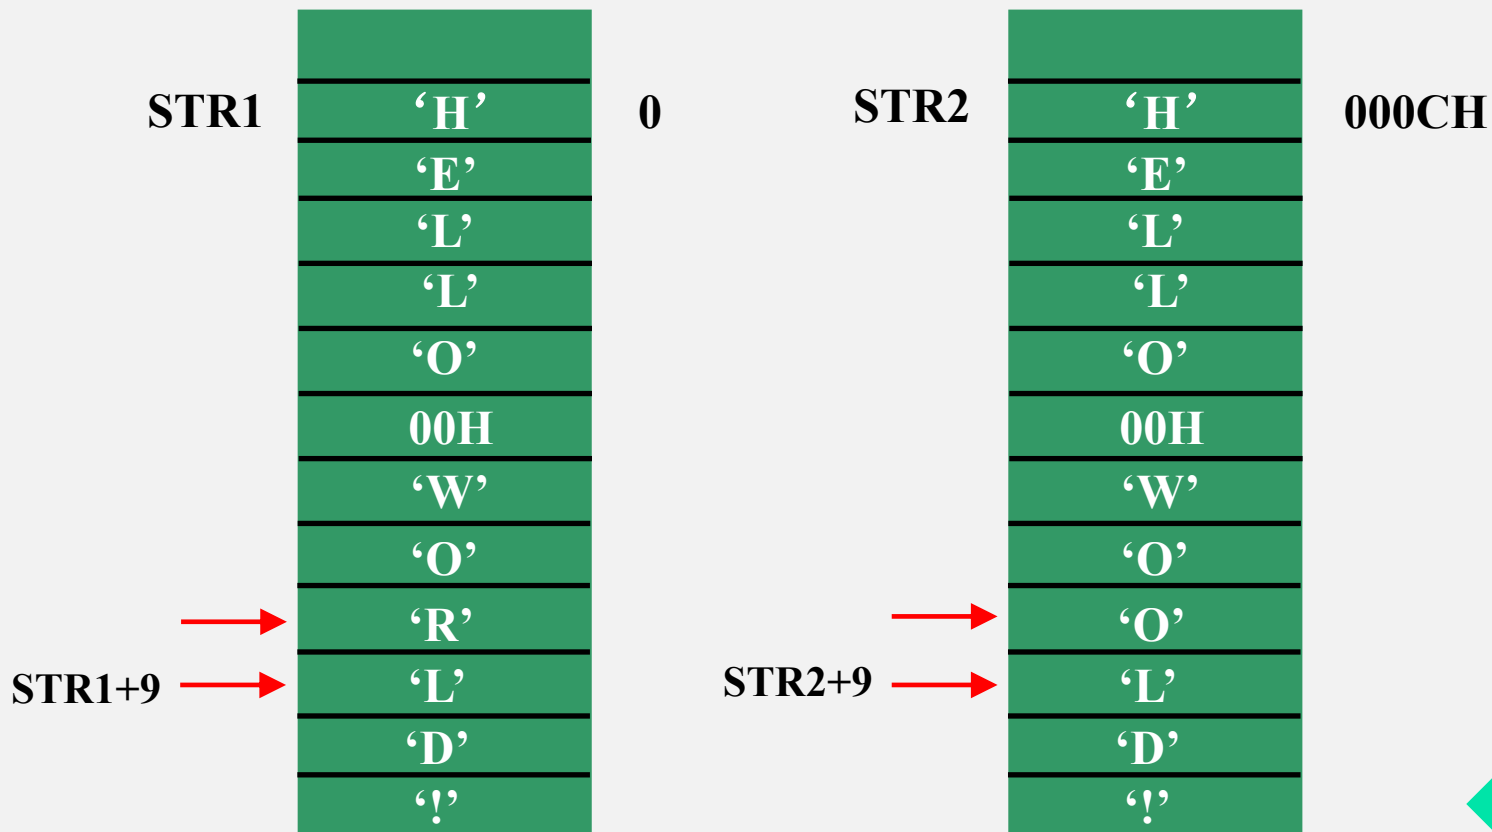 STR1 ‘H’ 0 STR2 ‘H’ 000CH
‘E’ ‘E’
‘L’ ‘L’
‘L’ ‘L’
‘O’ ‘O’
00H 00H
‘W’ ‘W’
‘O’ ‘O’
‘R’ ‘O’
STR1+9 ‘L’ STR2+9 ‘L’
‘D’ ‘D’
‘!’ ‘!’